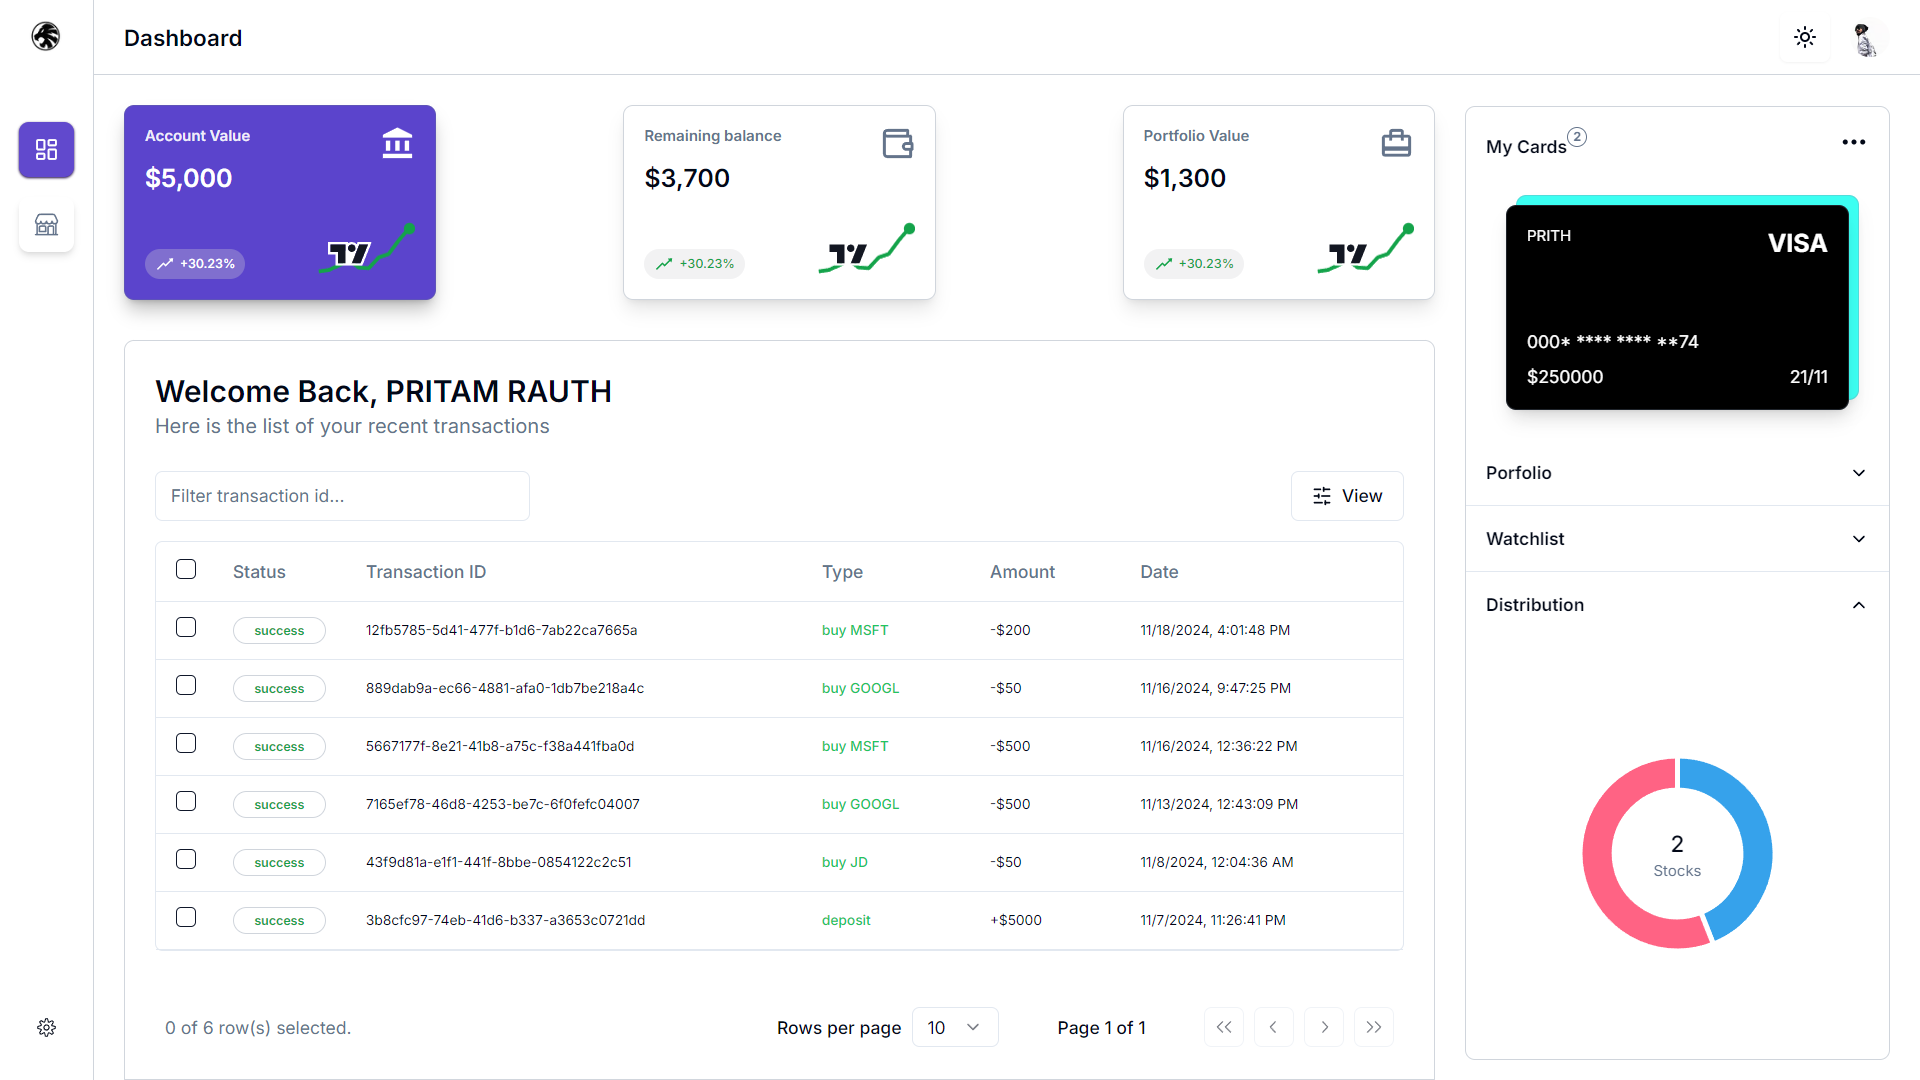 Dashboard
Account Value
$5,000
+30.23%
Remaining balance
$3,700
+30.23%
Portfolio Value
$1,300
+30.23%
My Cards 2
PRITH
VISA
000* **** **** **74
$250000 21/11
Porfolio
Watchlist
Distribution
2
Stocks
Welcome Back, PRITAM RAUTH
Here is the list of your recent transactions
Filter transaction id...
View
Status Transaction ID Type Amount Date
success 12fb5785-5d41-477f-b1d6-7ab22ca7665a buy MSFT -$200 11/18/2024, 4:01:48 PM
success 889dab9a-ec66-4881-afa0-1db7be218a4c buy GOOGL -$50 11/16/2024, 9:47:25 PM
success 5667177f-8e21-41b8-a75c-f38a441fba0d buy MSFT -$500 11/16/2024, 12:36:22 PM
success 7165ef78-46d8-4253-be7c-6f0fefc04007 buy GOOGL -$500 11/13/2024, 12:43:09 PM
success 43f9d81a-e1f1-441f-8bbe-0854122c2c51 buy JD -$50 11/8/2024, 12:04:36 AM
success 3b8cfc97-74eb-41d6-b337-a3653c0721dd deposit +$5000 11/7/2024, 11:26:41 PM
0 of 6 row(s) selected.
Rows per page 10
Page 1 of 1